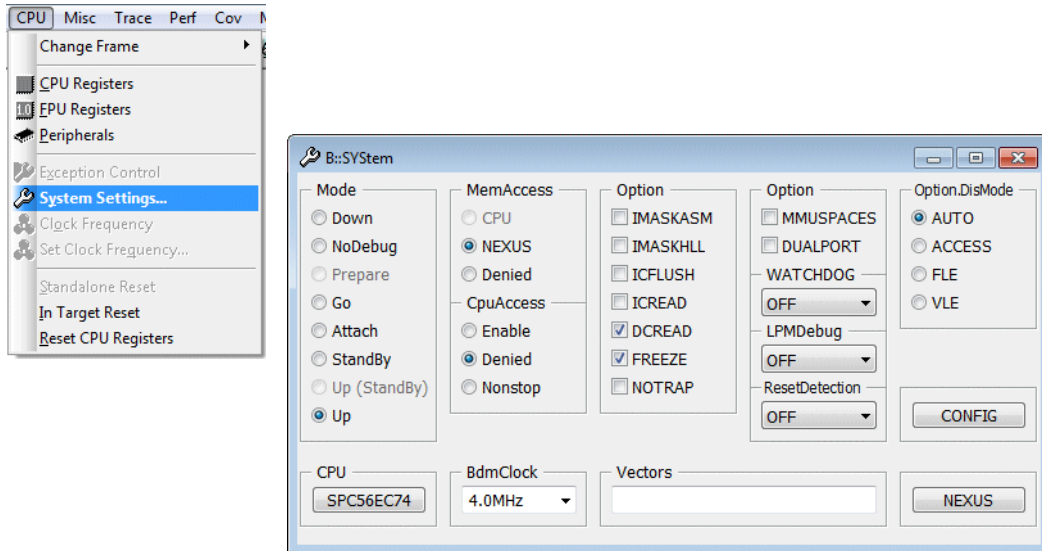 CPU Misc Trace Perf Cov
Change Frame
CPU Registers
FPU Registers
Peripherals
Exception Control
System Settings...
Clock Frequency
Set Clock Frequency...
Standalone Reset
In Target Reset
Reset CPU Registers
B::SYStem
Mode
Down
NoDebug
Prepare
Go
Attach
StandBy
Up (StandBy)
Up
MemAccess
CPU
NEXUS
Denied
CpuAccess
Enable
Denied
Nonstop
Option
IMASKASM
IMASKHLL
ICFLUSH
ICREAD
DCREAD
FREEZE
NOTRAP
Option
MMUSPACES
DUALPORT
WATCHDOG
OFF
LPMDebug
OFF
ResetDetection
OFF
Option.DisMode
AUTO
ACCESS
FLE
VLE
CONFIG
CPU
SPC56EC74
BdmClock
4.0MHz
Vectors
NEXUS